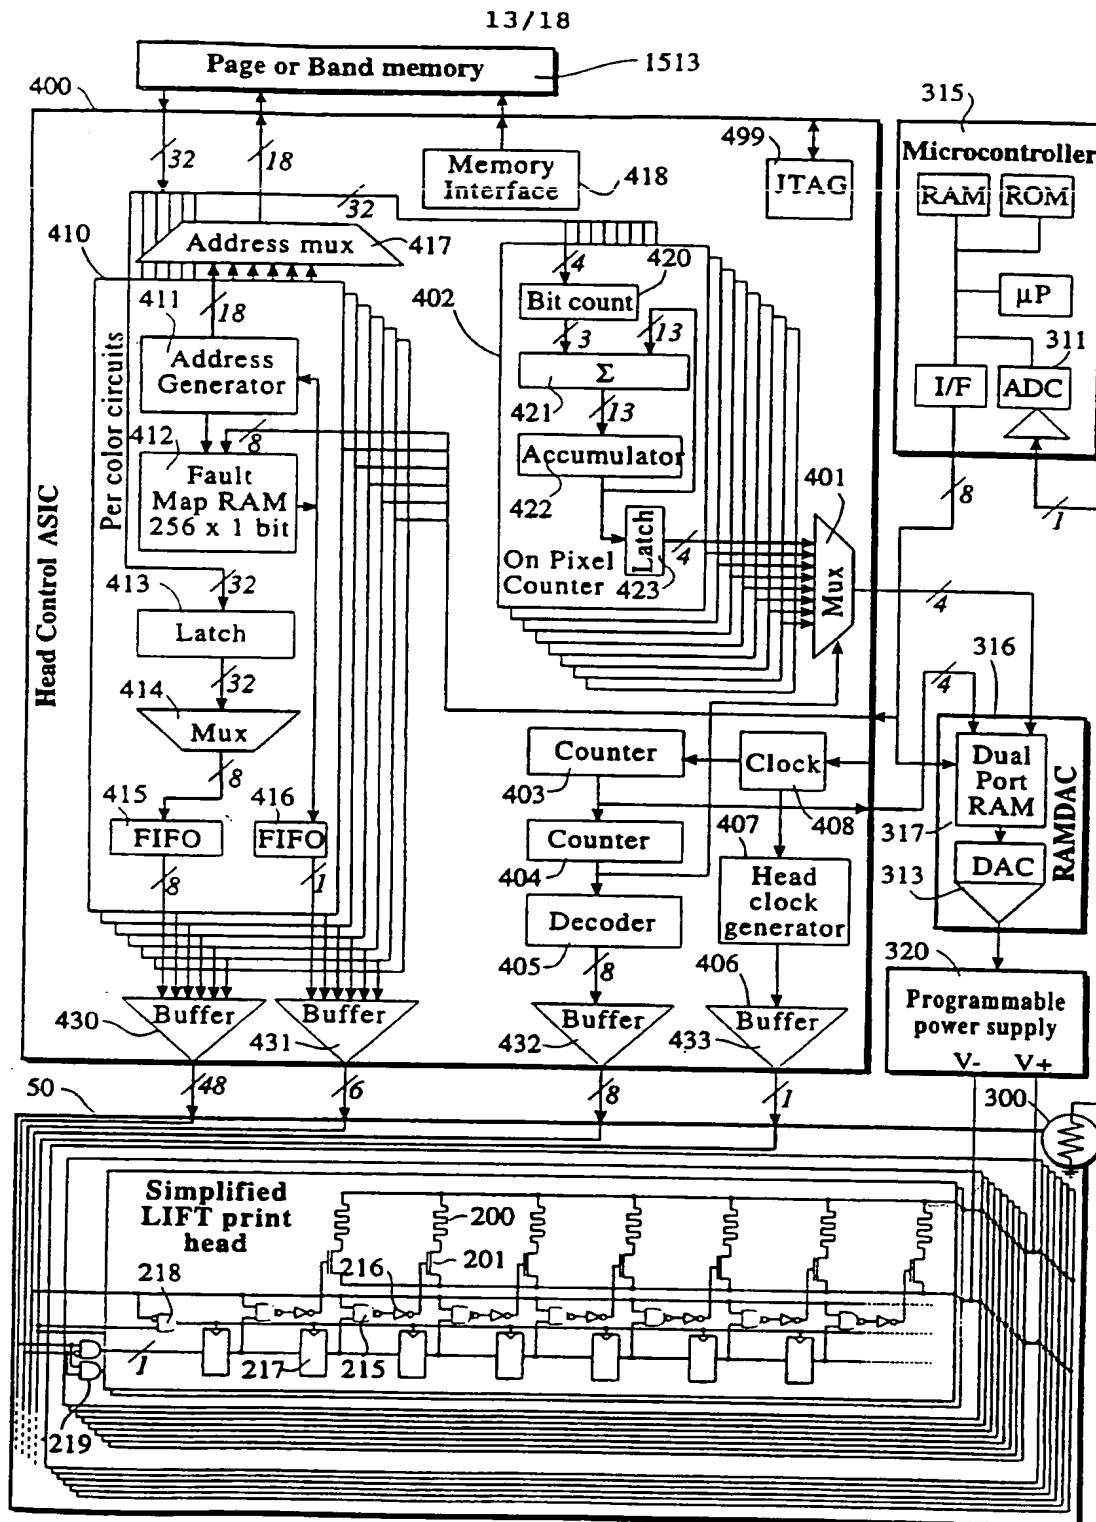 13/18
Page or Band memory
1513
400
32
18
Memory
Interface
418
499
JTAG
315
Microcontroller
RAM
ROM
µP
311
I/F
ADC
8
1
32
Address mux
417
410
411
18
Per color circuits
Address
Generator
412
8
Fault
Map RAM
256 x 1 bit
Head Control ASIC
413
32
Latch
32
414
Mux
8
415
FIFO
416
FIFO
8
1
402
4
420
Bit count
3
13
Σ
421
13
Accumulator
422
Latch
4
423
On Pixel
Counter
401
Mux
4
4
316
Dual
Port
RAM
317
DAC
313
RAMDAC
Counter
403
Clock
408
Counter
404
407
Head
clock
generator
Decoder
405
8
406
Buffer
430
Buffer
431
Buffer
432
Buffer
433
320
Programmable
power supply
V-
V+
48
6
8
1
50
300
Simplified
LIFT print
head
200
201
218
216
217
215
1
219